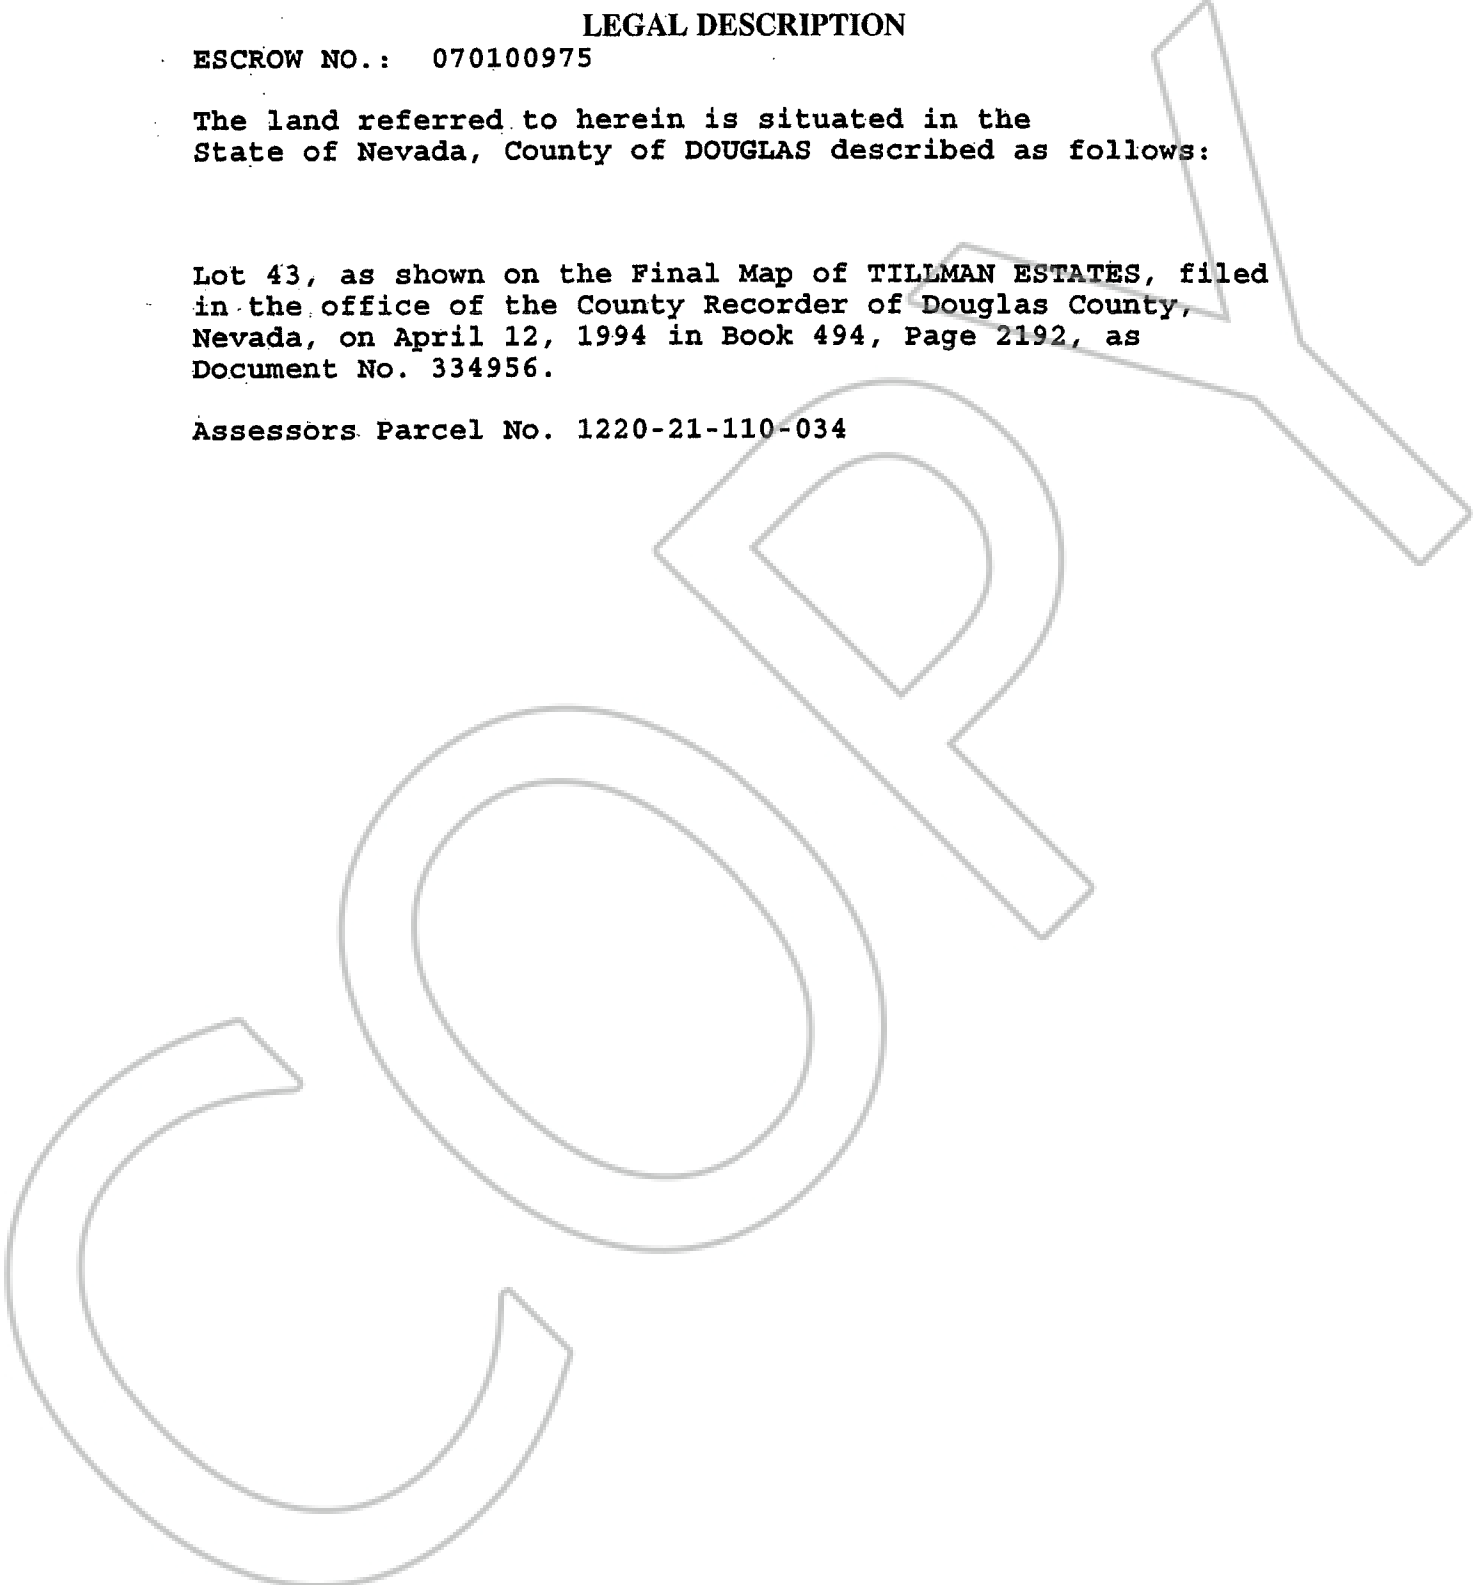 LEGAL DESCRIPTION
ESCROW NO.: 070100975
The land referred to herein is situated in the
State of Nevada, County of DOUGLAS described as follows:
Lot 43, as shown on the Final Map of TILLMAN ESTATES, filed
in the office of the County Recorder of Douglas County,
Nevada, on April 12, 1994 in Book 494, Page 2192, as
Document No. 334956.
Assessors Parcel No. 1220-21-110-034
COPY